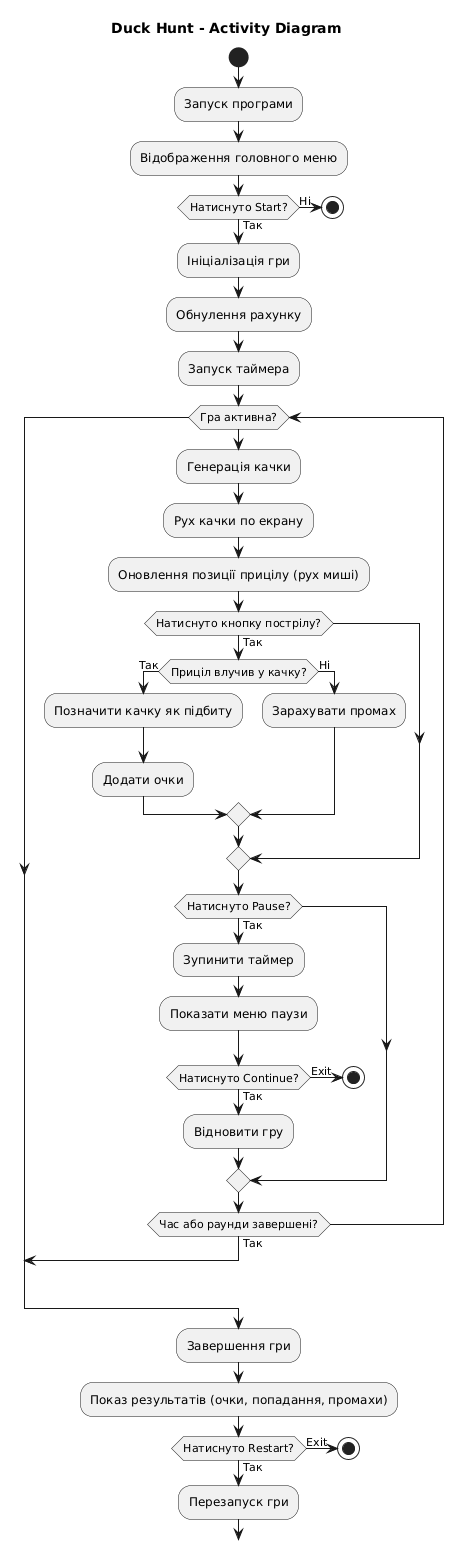 Duck Hunt - Activity Diagram
Запуск програми
Відображення головного меню
Натиснуто Start?
Ні
Так
Ініціалізація гри
Обнулення рахунку
Запуск таймера
Гра активна?
Генерація качки
Рух качки по екрану
Оновлення позиції прицілу (рух миші)
Натиснуто кнопку пострілу?
Так
Так
Приціл влучив у качку?
Ні
Позначити качку як підбиту
Зарахувати промах
Додати очки
Натиснуто Pause?
Так
Зупинити таймер
Показати меню паузи
Натиснуто Continue?
Exit
Так
Відновити гру
Час або раунди завершені?
Так
Завершення гри
Показ результатів (очки, попадання, промахи)
Натиснуто Restart?
Exit
Так
Перезапуск гри